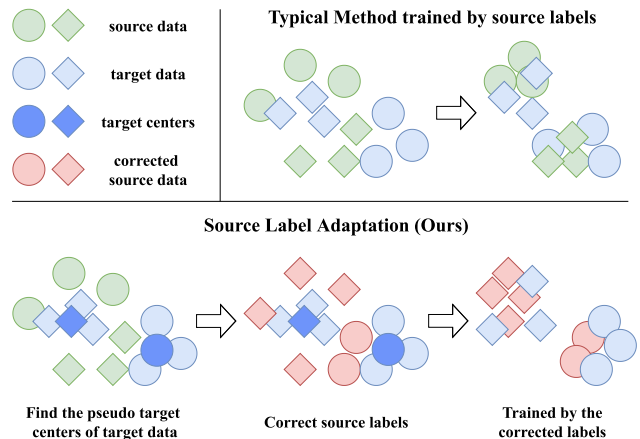 source data
target data
target centers
corrected
source data
Typical Method trained by source labels
Source Label Adaptation (Ours)
Find the pseudo target
centers of target data
Correct source labels
Trained by the
corrected labels